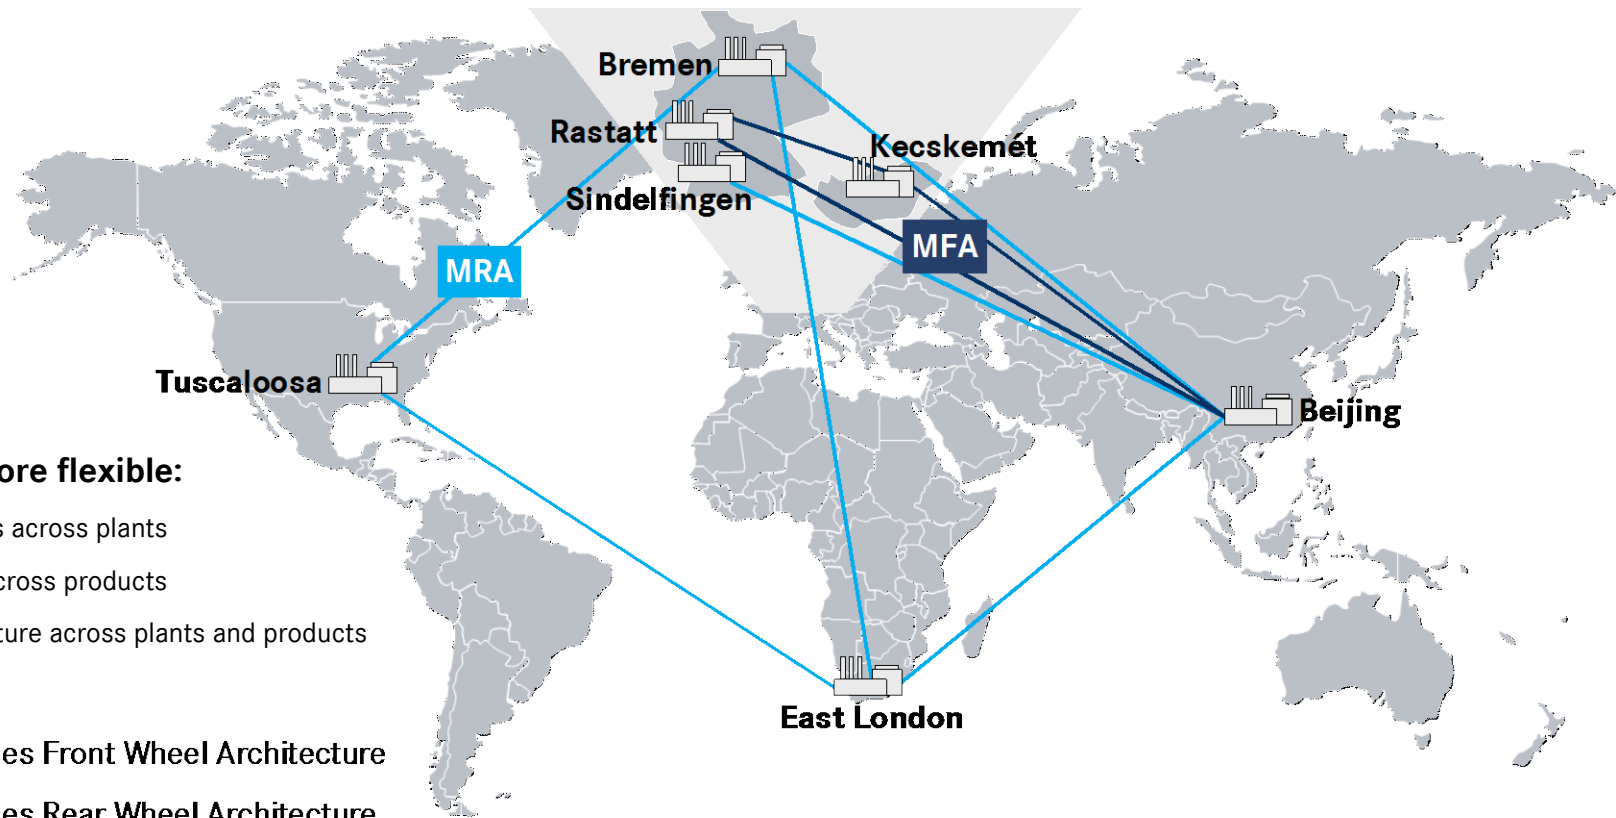 Bremen
Rastatt
Kecskemét
Sindelfingen
MFA
MRA
Tuscaloosa
Beijing
ore flexible:
s across plants
cross products
ture across plants and products
East London
es Front Wheel Architecture
es Rear Wheel Architecture